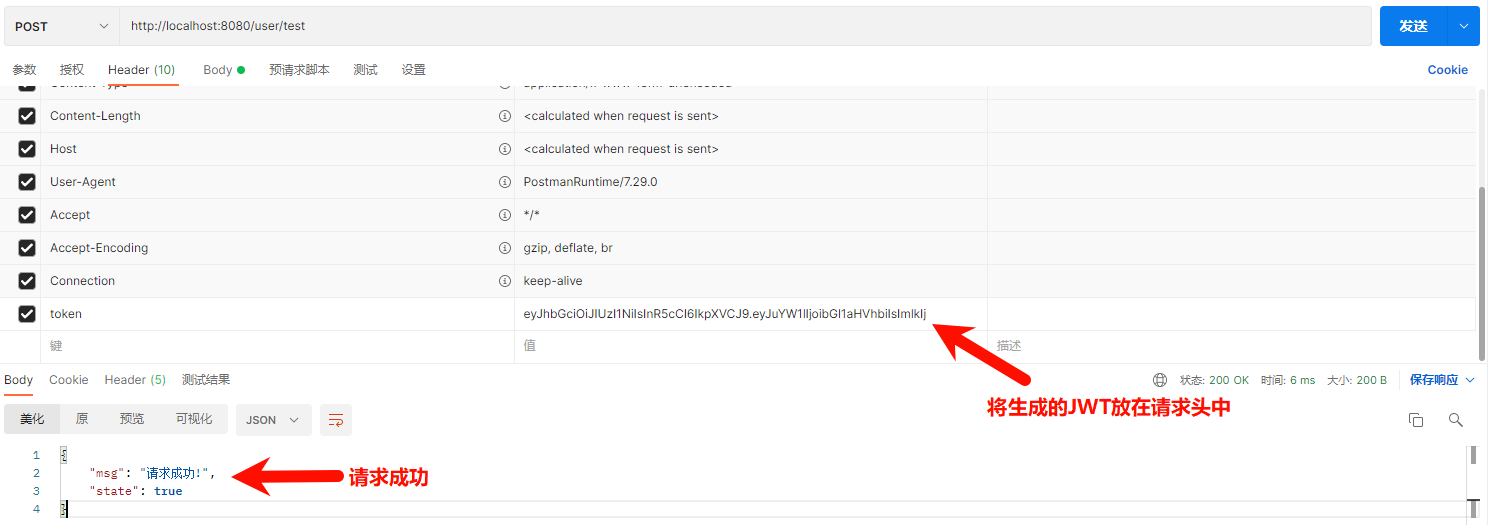 POST http://localhost:8080/user/test 发送
参数 授权 Header (10) Body 预请求脚本 测试 设置 Cookie
Content-Length <calculated when request is sent>
Host <calculated when request is sent>
User-Agent PostmanRuntime/7.29.0
Accept */*
Accept-Encoding gzip, deflate, br
Connection keep-alive
token eyJhbGciOiJIUzI1NiIsInR5cCI6IkpXVCJ9.eyJuYW1lIjoibGl1aHVhbiIsImlkIj
键 值 描述
Body Cookie Header (5) 测试结果 状态: 200 OK 时间: 6 ms 大小: 200 B 保存响应
将生成的JWT放在请求头中
美化 原 预览 可视化 JSON
1 {
2 "msg": "请求成功!",
请求成功
3 "state": true
4 }